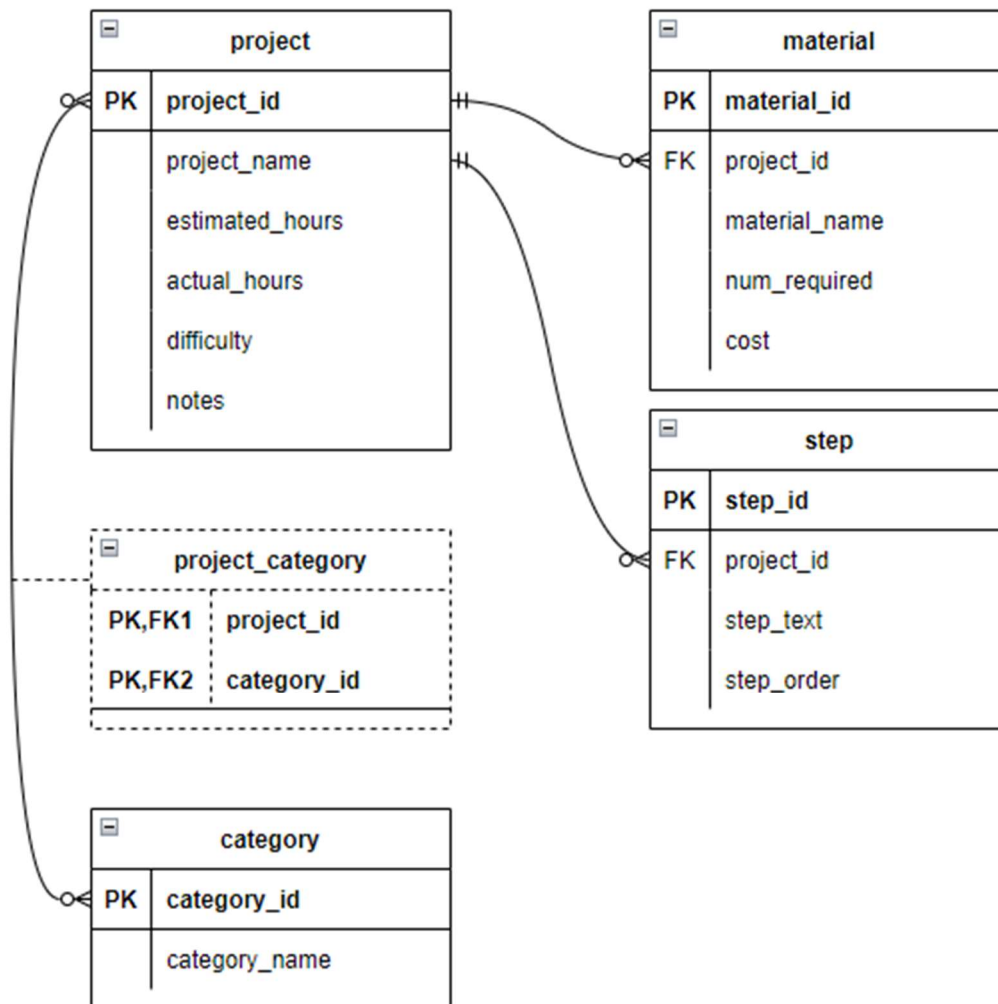 project
PK project_id
project_name
estimated_hours
actual_hours
difficulty
notes
material
PK material_id
FK project_id
material_name
num_required
cost
step
PK step_id
FK project_id
step_text
step_order
project_category
PK,FK1 project_id
PK,FK2 category_id
category
PK category_id
category_name